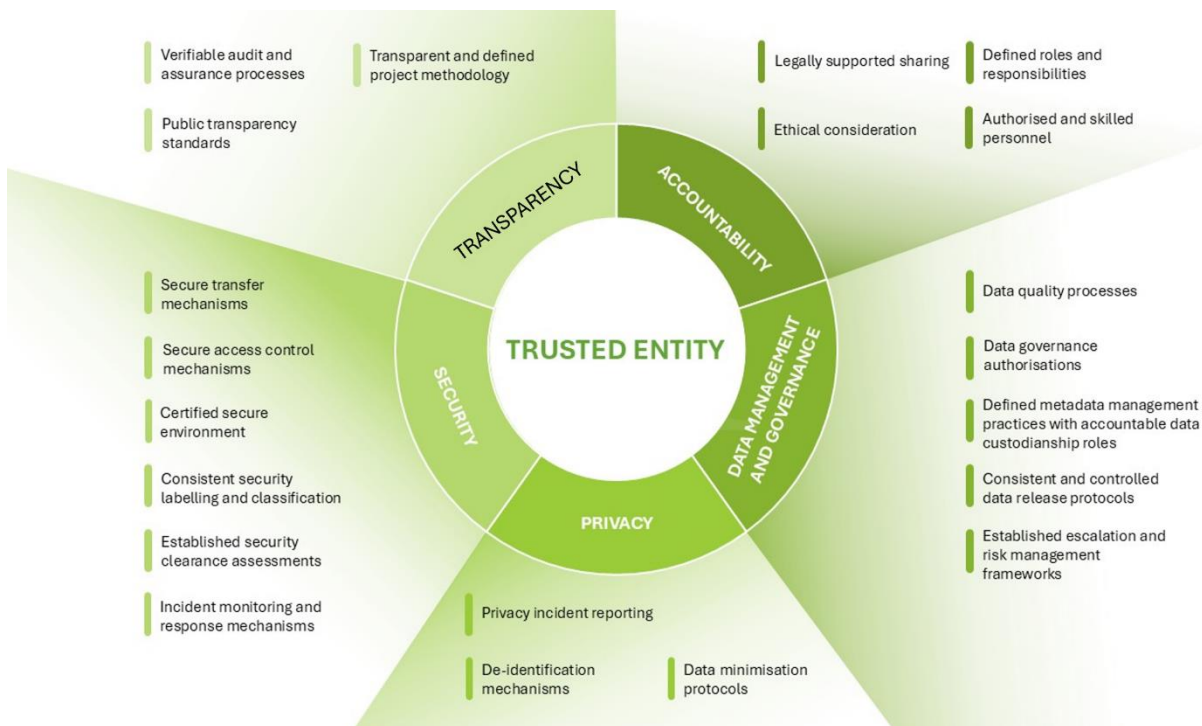 Verifiable audit and
assurance processes
Transparent and defined
project methodology
Public transparency
standards
Legally supported sharing
Defined roles and
responsibilities
Ethical consideration
Authorised and skilled
personnel
TRANSPARENCY
ACCOUNTABILITY
TRUSTED ENTITY
SECURITY
DATA MANAGEMENT
AND GOVERNANCE
PRIVACY
Secure transfer
mechanisms
Secure access control
mechanisms
Certified secure
environment
Consistent security
labelling and classification
Established security
clearance assessments
Incident monitoring and
response mechanisms
Data quality processes
Data governance
authorisations
Defined metadata management
practices with accountable data
custodianship roles
Consistent and controlled
data release protocols
Established escalation and
risk management
frameworks
Privacy incident reporting
De-identification
mechanisms
Data minimisation
protocols